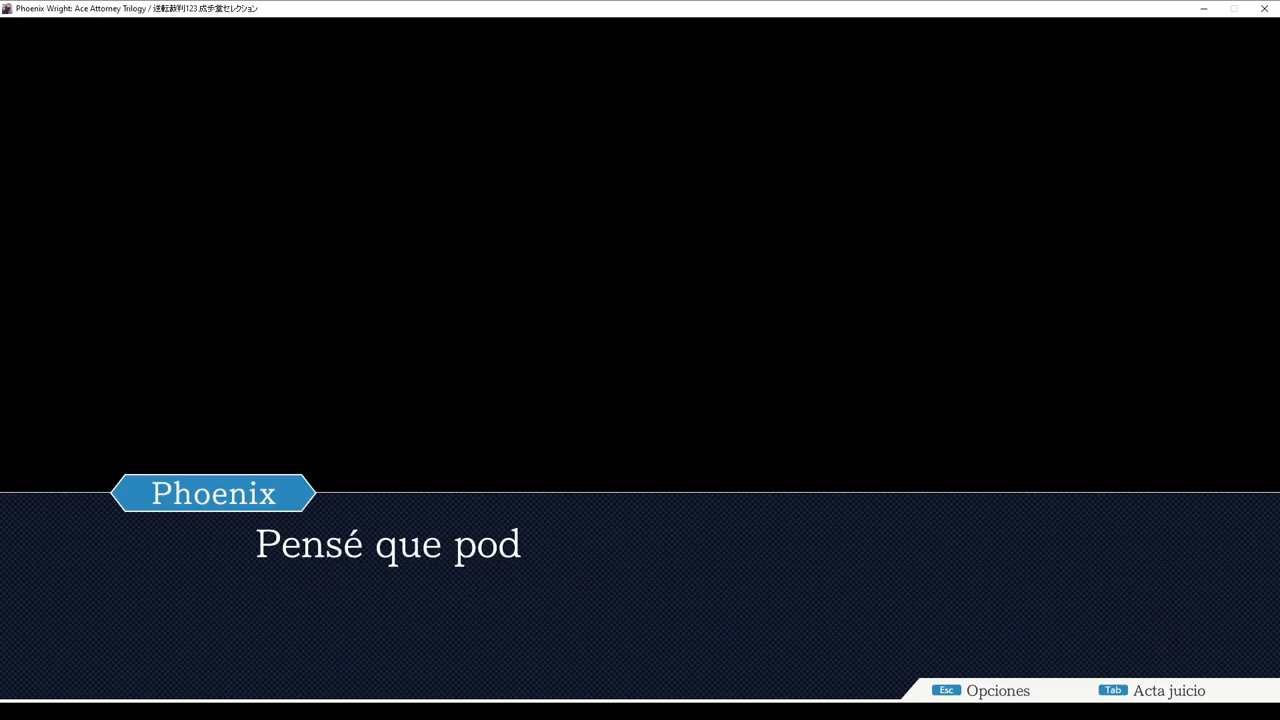 Phoenix Wright: Ace Attorney Trilogy / 逆転裁判123 成歩堂セレクション
Phoenix
Pensé que pod
Esc Opciones Tab Acta juicio